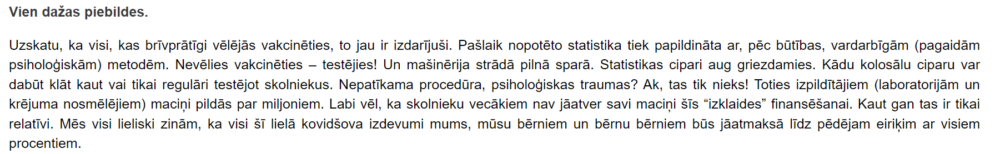 Vien dažas piebildes.
Uzskatu, ka visi, kas brīvprātīgi vēlējās vakcinēties, to jau ir izdarījuši. Pašlaik nopotēto statistika tiek papildināta ar, pēc būtības, vardarbīgām (pagaidām
psiholoģiskām) metodēm. Nevēlies vakcinēties – testējies! Un mašinērija strādā pilnā sparā. Statistikas cipari aug griezdamies. Kādu kolosālu ciparu var
dabūt klāt kaut vai tikai regulāri testējot skolniekus. Nepatīkama procedūra, psiholoģiskas traumas? Ak, tas tik nieks! Toties izpildītājiem (laboratorijām un
krējuma nosmēlējiem) maciņi pildās par miljoniem. Labi vēl, ka skolnieku vecākiem nav jāatver savi maciņi šīs “izklaides” finansēšanai. Kaut gan tas ir tikai
relatīvi. Mēs visi lieliski zinām, ka visi šī lielā kovidšova izdevumi mums, mūsu bērniem un bērnu bērniem būs jāatmaksā līdz pēdējam eiriķim ar visiem
procentiem.